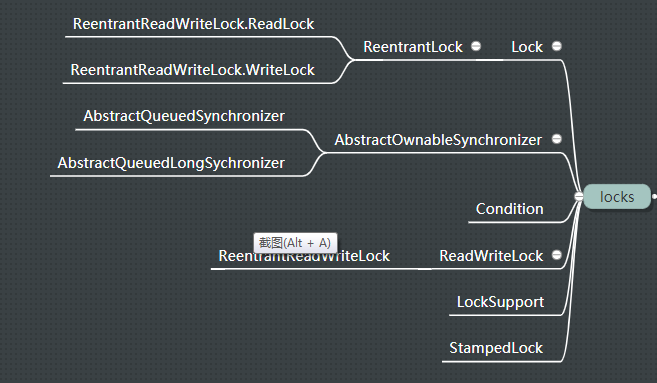 ReentrantReadWriteLock.ReadLock
ReentrantLock
Lock
ReentrantReadWriteLock.WriteLock
AbstractQueuedSynchronizer
AbstractOwnableSynchronizer
AbstractQueuedLongSychronizer
locks
Condition
截图(Alt + A)
ReentrantReadWriteLock
ReadWriteLock
LockSupport
StampedLock